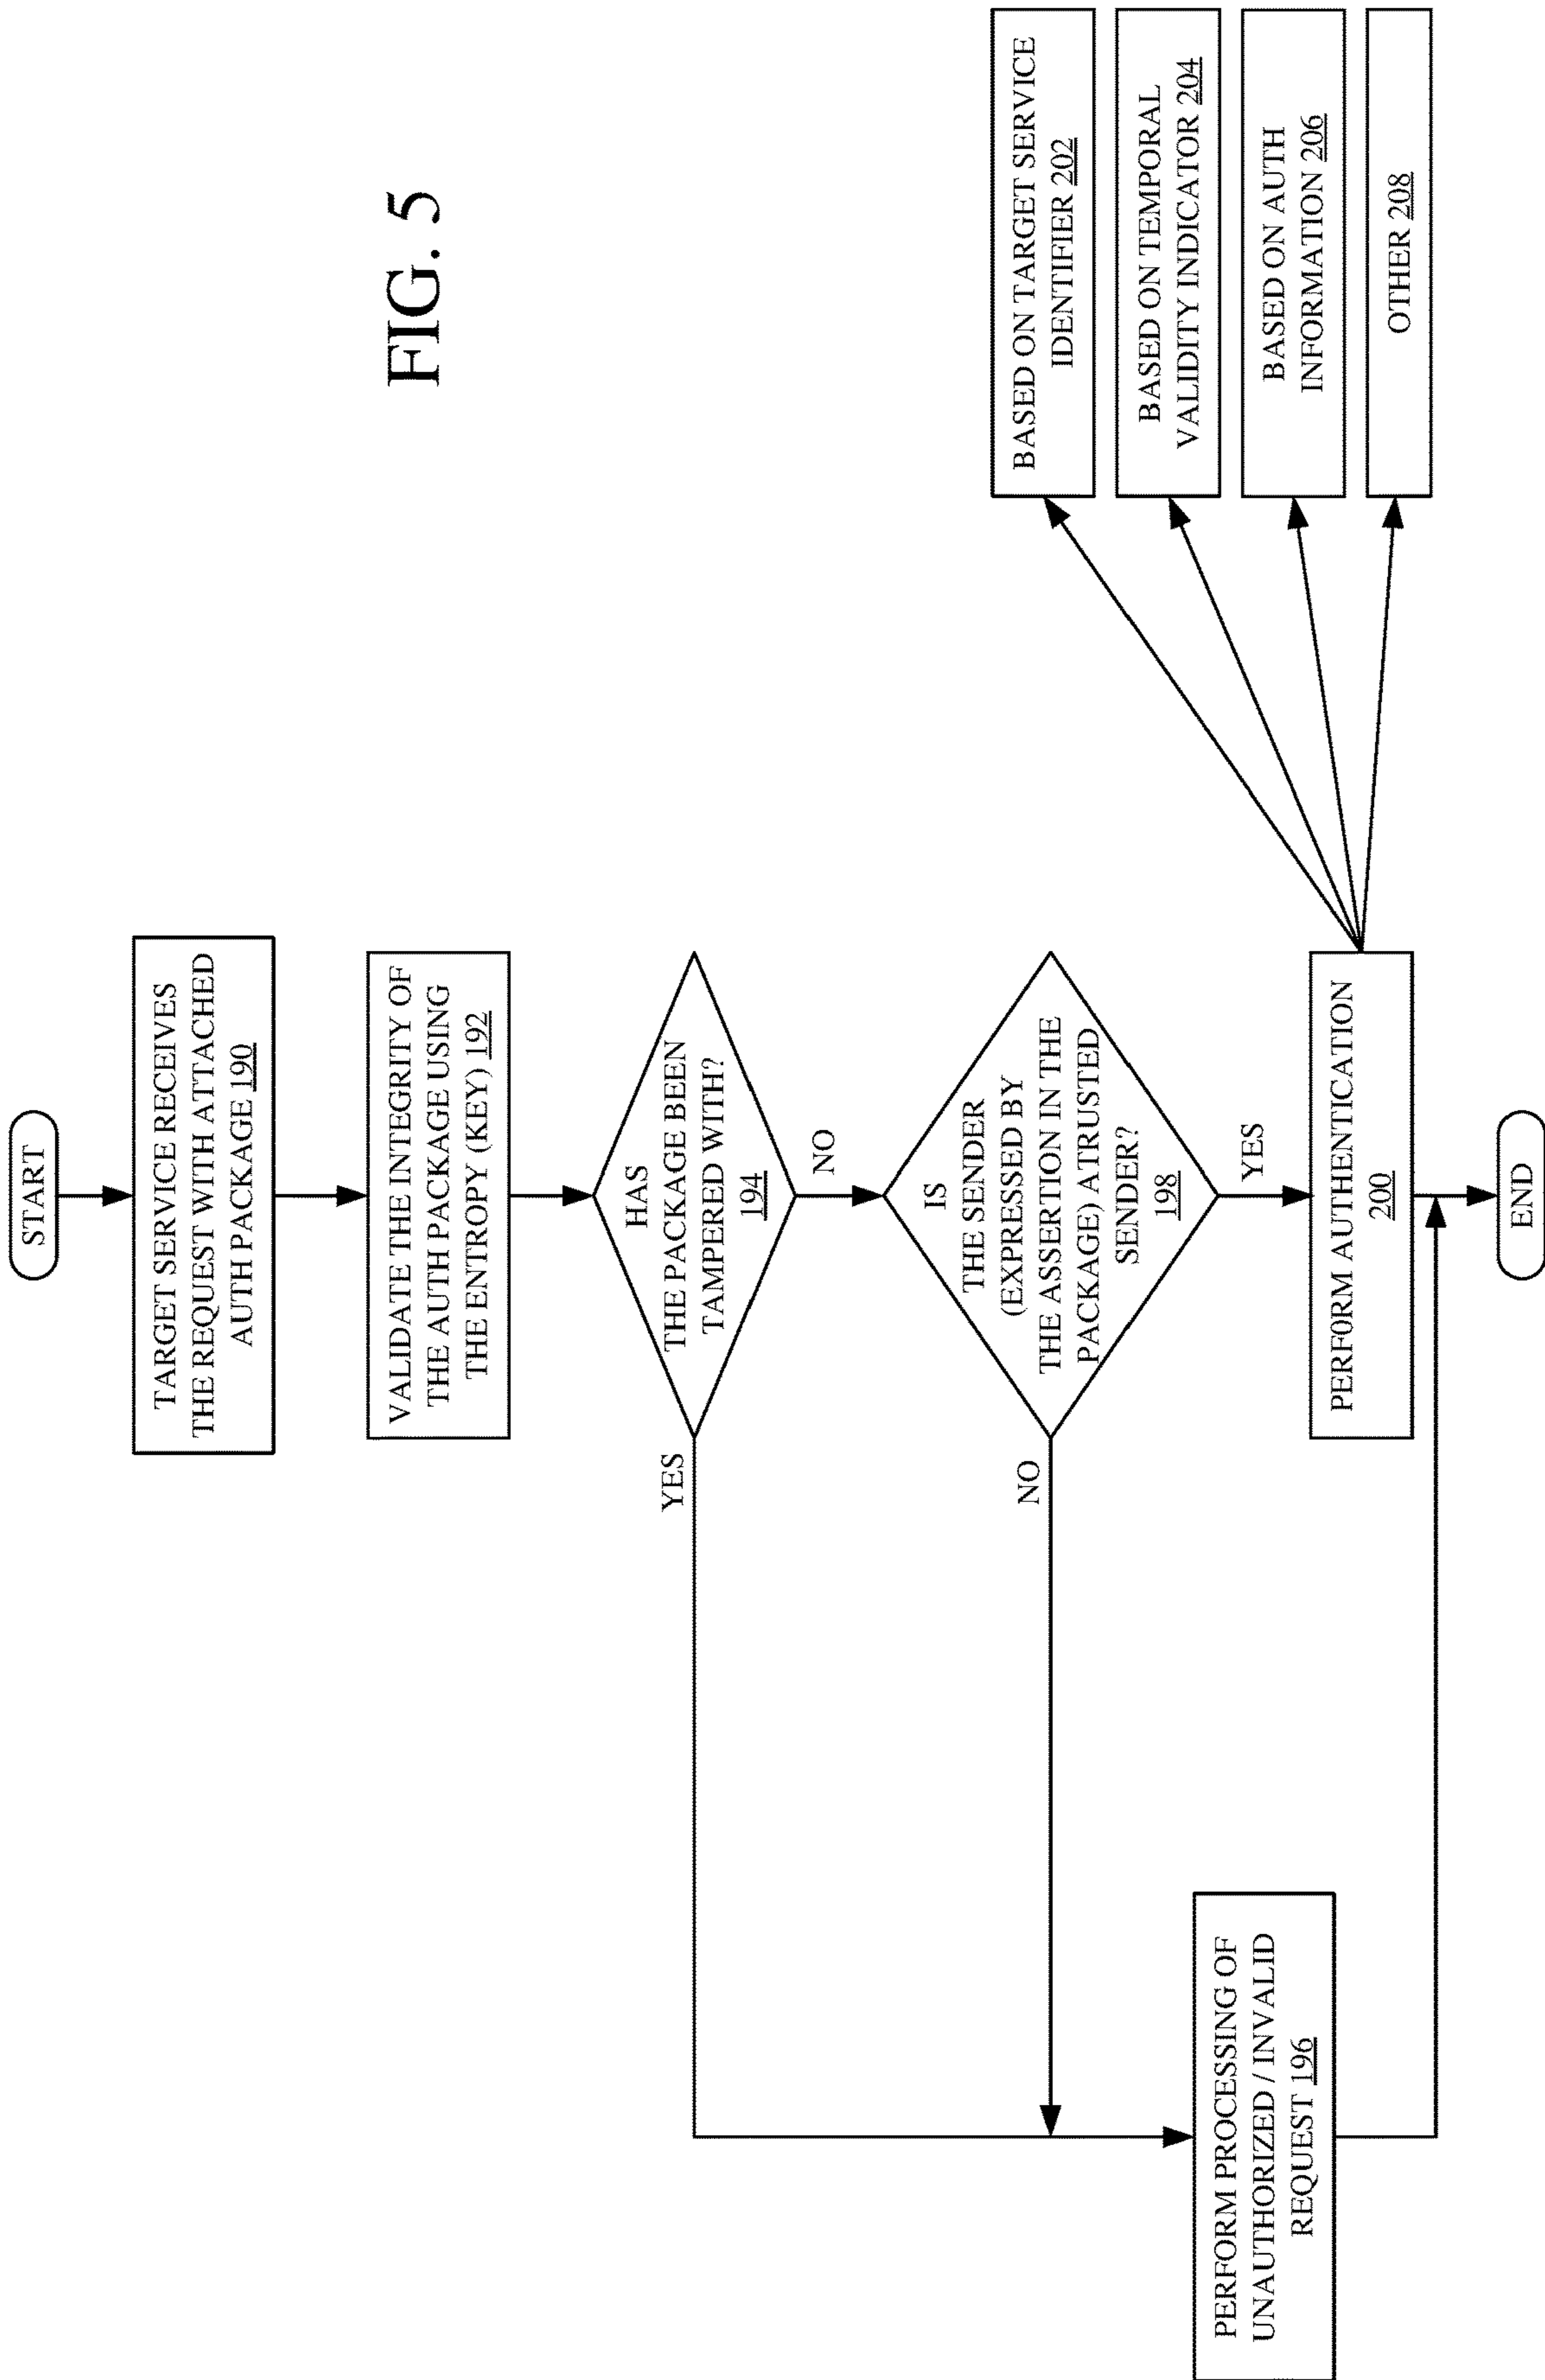 START
TARGET SERVICE RECEIVES
THE REQUEST WITH ATTACHED
AUTH PACKAGE 190
VALIDATE THE INTEGRITY OF
THE AUTH PACKAGE USING
THE ENTROPY (KEY) 192
HAS
THE PACKAGE BEEN
TAMPERED WITH?
194
YES
NO
IS
THE SENDER
(EXPRESSED BY
THE ASSERTION IN THE
PACKAGE) A TRUSTED
SENDER?
198
NO
YES
PERFORM PROCESSING OF
UNAUTHORIZED / INVALID
REQUEST 196
PERFORM AUTHENTICATION
200
BASED ON TARGET SERVICE
IDENTIFIER 202
BASED ON TEMPORAL
VALIDITY INDICATOR 204
BASED ON AUTH
INFORMATION 206
OTHER 208
END
FIG. 5